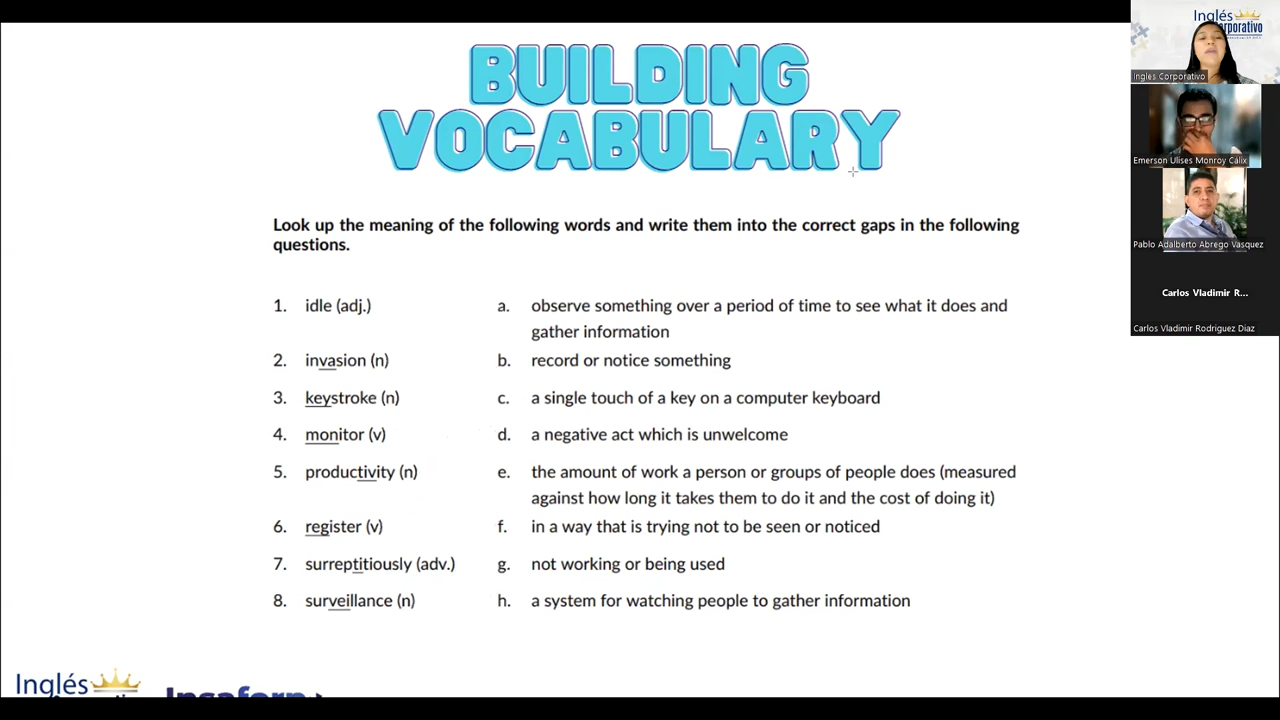 BUILDING
VOCABULARY
Look up the meaning of the following words and write them into the correct gaps in the following
questions.
1. idle (adj.) a. observe something over a period of time to see what it does and
gather information
2. invasion (n) b. record or notice something
3. keystroke (n) c. a single touch of a key on a computer keyboard
4. monitor (v) d. a negative act which is unwelcome
5. productivity (n) e. the amount of work a person or groups of people does (measured
against how long it takes them to do it and the cost of doing it)
6. register (v) f. in a way that is trying not to be seen or noticed
7. surreptitiously (adv.) g. not working or being used
8. surveillance (n) h. a system for watching people to gather information
Inglés
Inglés
Ingles Corporativo
Emerson Ulises Monroy Cálix
Pablo Adalberto Abrego Vasquez
Carlos Vladimir R...
Carlos Vladimir Rodriguez Diaz